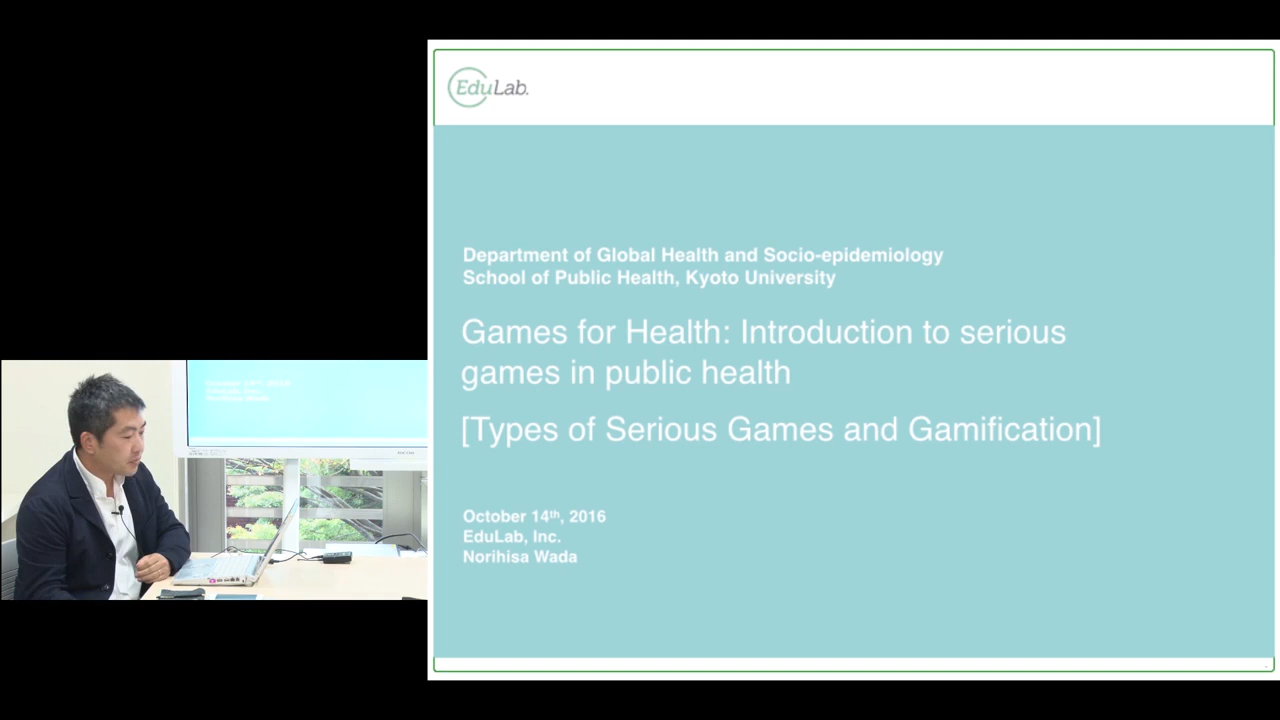 EduLab.
Department of Global Health and Socio-epidemiology
School of Public Health, Kyoto University
Games for Health: Introduction to serious
games in public health
[Types of Serious Games and Gamification]
October 14th, 2016
EduLab, Inc.
Norihisa Wada